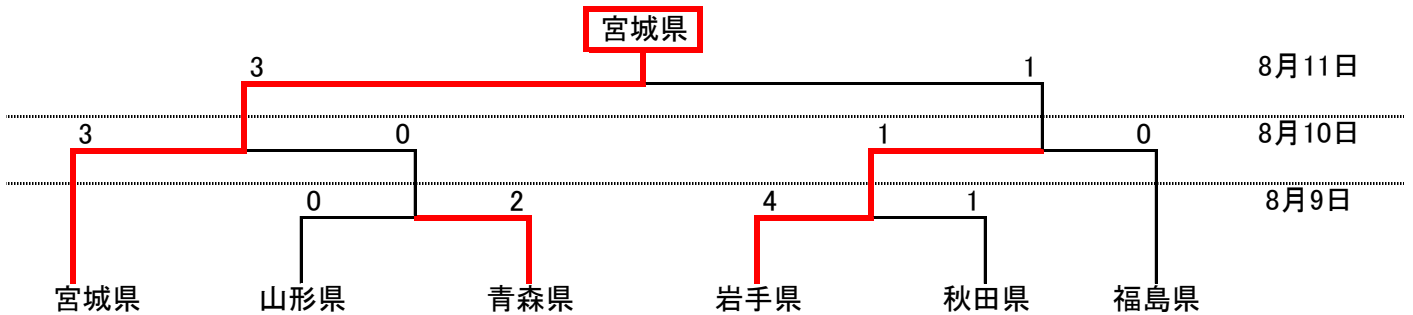 宮城県
3 1 8月11日
3 0 1 0 8月10日
0 2 4 1 8月9日
宮城県 山形県 青森県 岩手県 秋田県 福島県